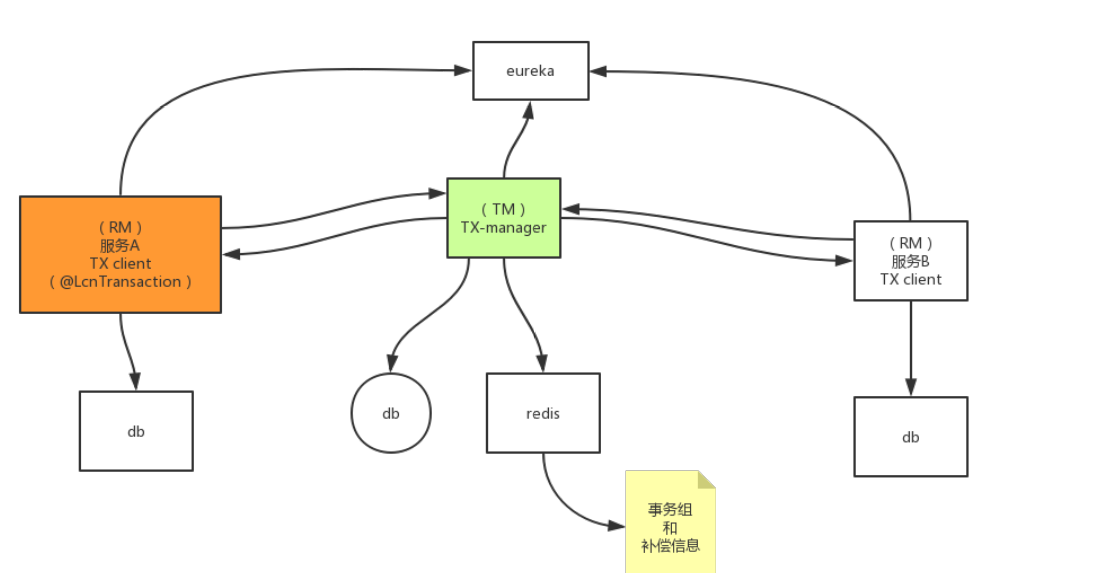 eureka
（RM）
服务A
TX client
（@LcnTransaction）
（TM）
TX-manager
（RM）
服务B
TX client
db
db
redis
db
事务组
和
补偿信息